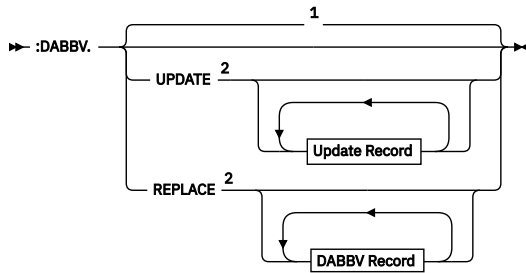 1
:DABBV.
UPDATE 2
Update Record
REPLACE 2
DABBV Record